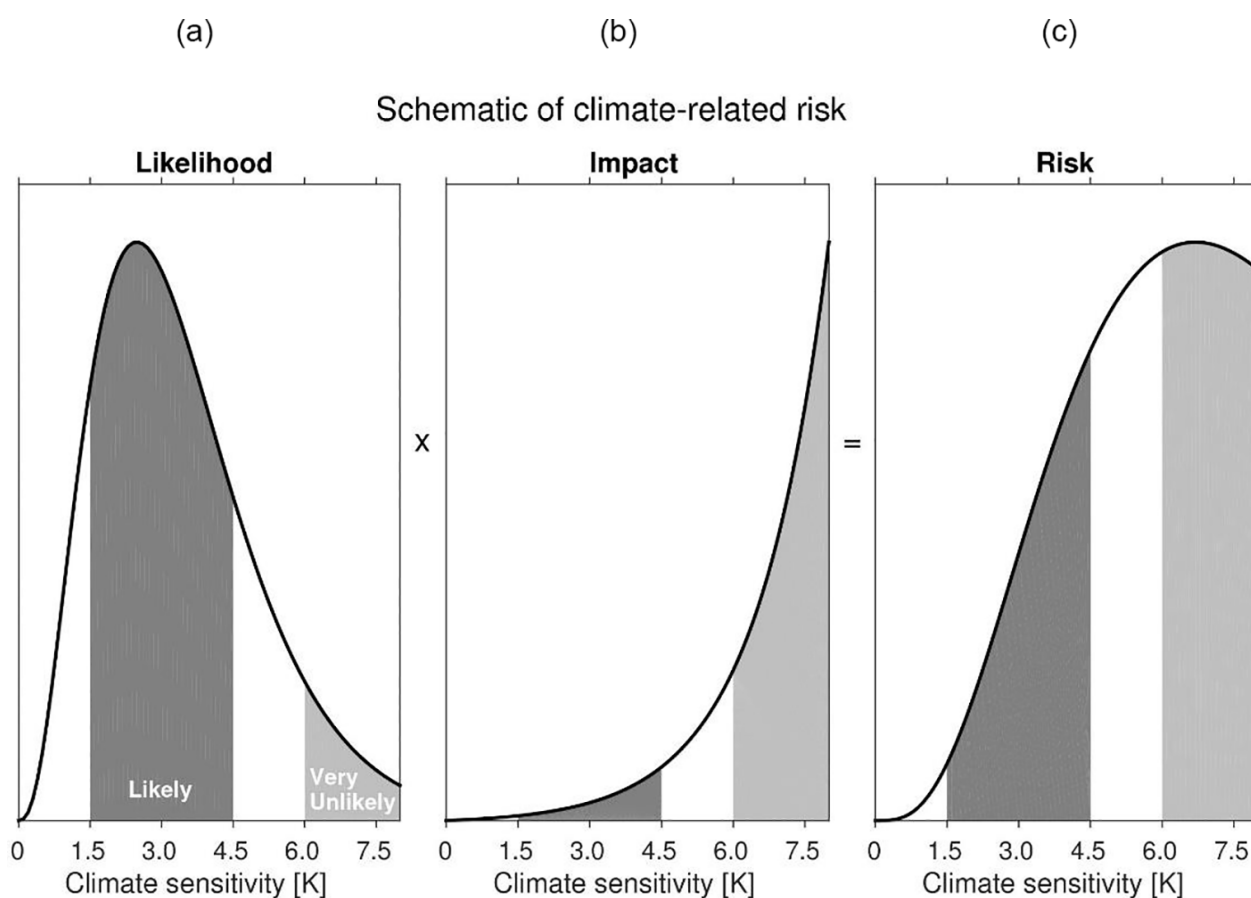 (a) (b) (c)
Schematic of climate-related risk
Likelihood Impact Risk
x =
Likely
Very
Unlikely
0 1.5 3.0 4.5 6.0 7.5 0 1.5 3.0 4.5 6.0 7.5 0 1.5 3.0 4.5 6.0 7.5
Climate sensitivity [K] Climate sensitivity [K] Climate sensitivity [K]